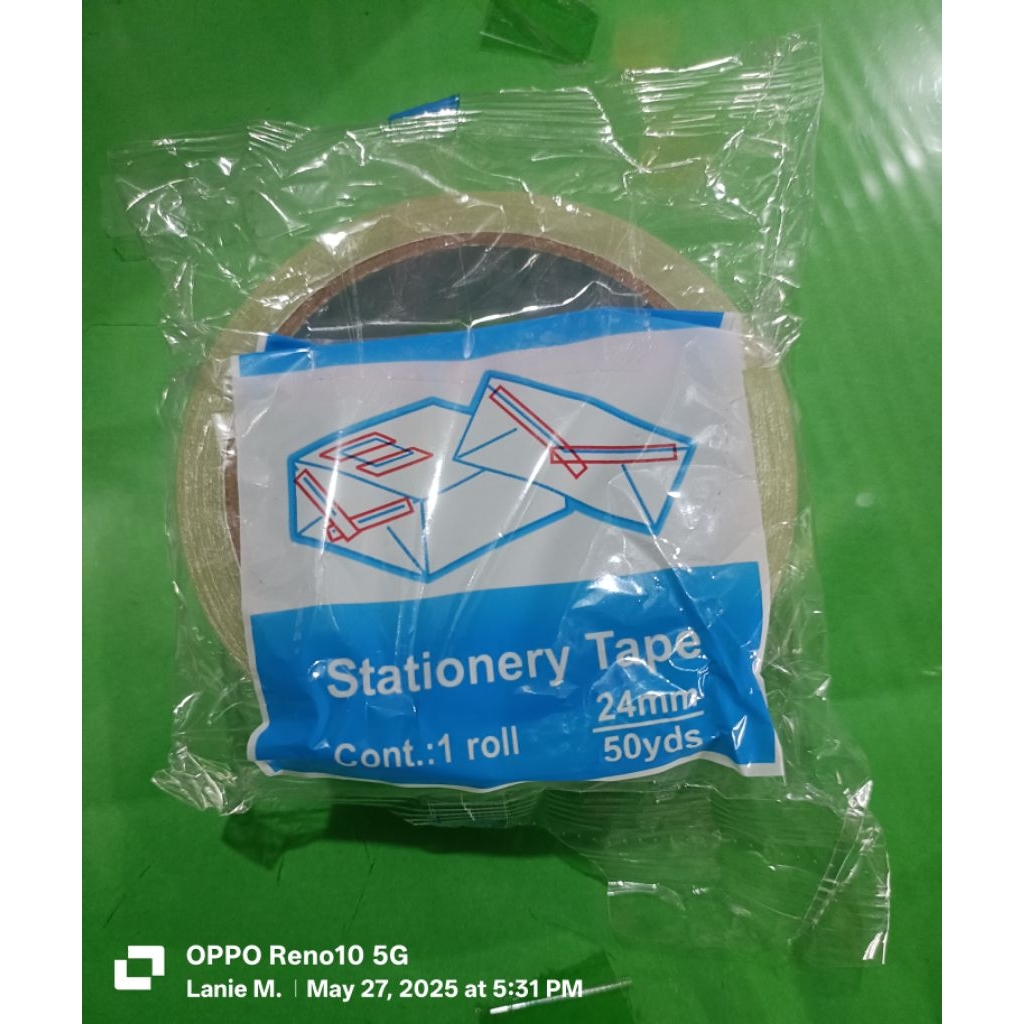 Stationery Tape
24mm
Cont.:1 roll
50yds
OPPO Reno10 5G
Lanie M. | May 27, 2025 at 5:31 PM